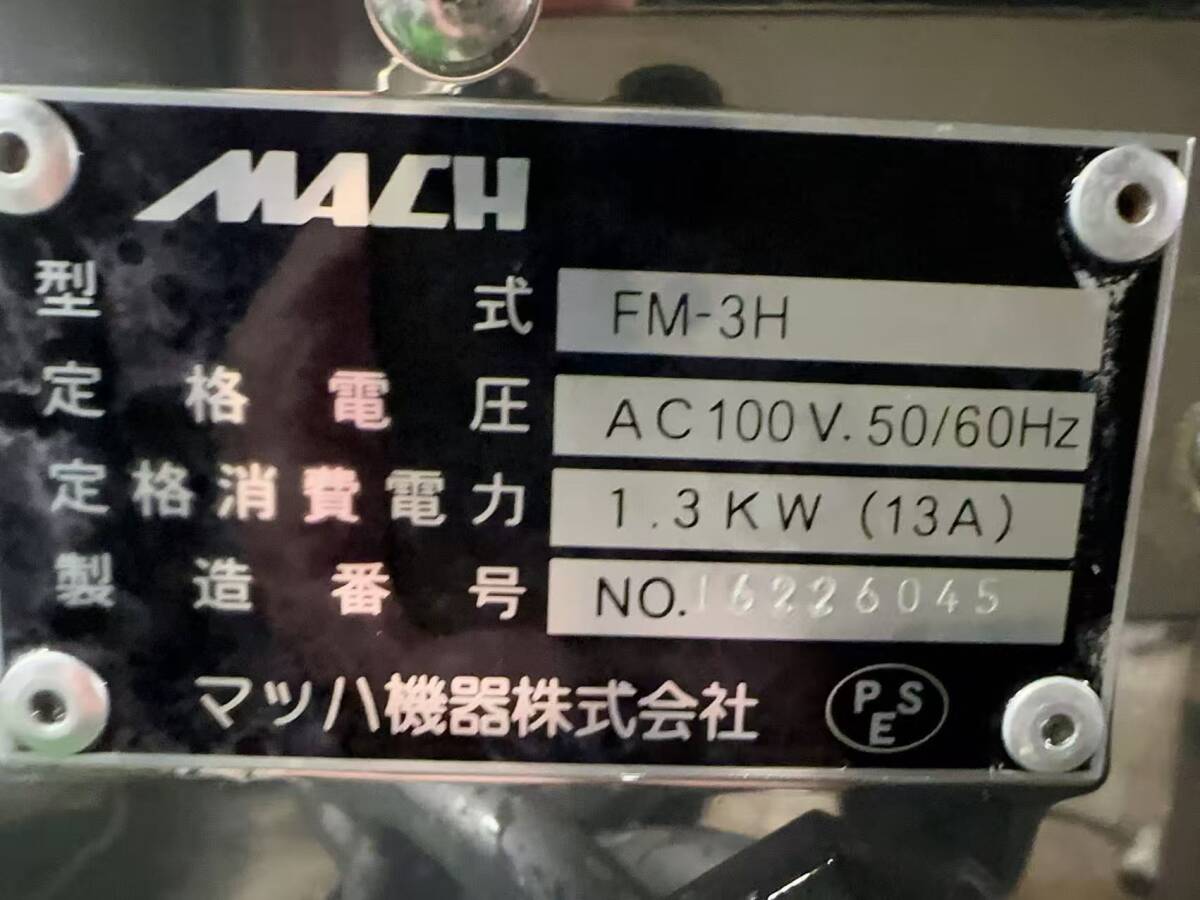 MACH
型式 FM-3H
定格電圧 AC100V. 50/60Hz
定格消費電力 1.3KW (13A)
製造番号 NO. 16226045
マッハ機器株式会社 PSE